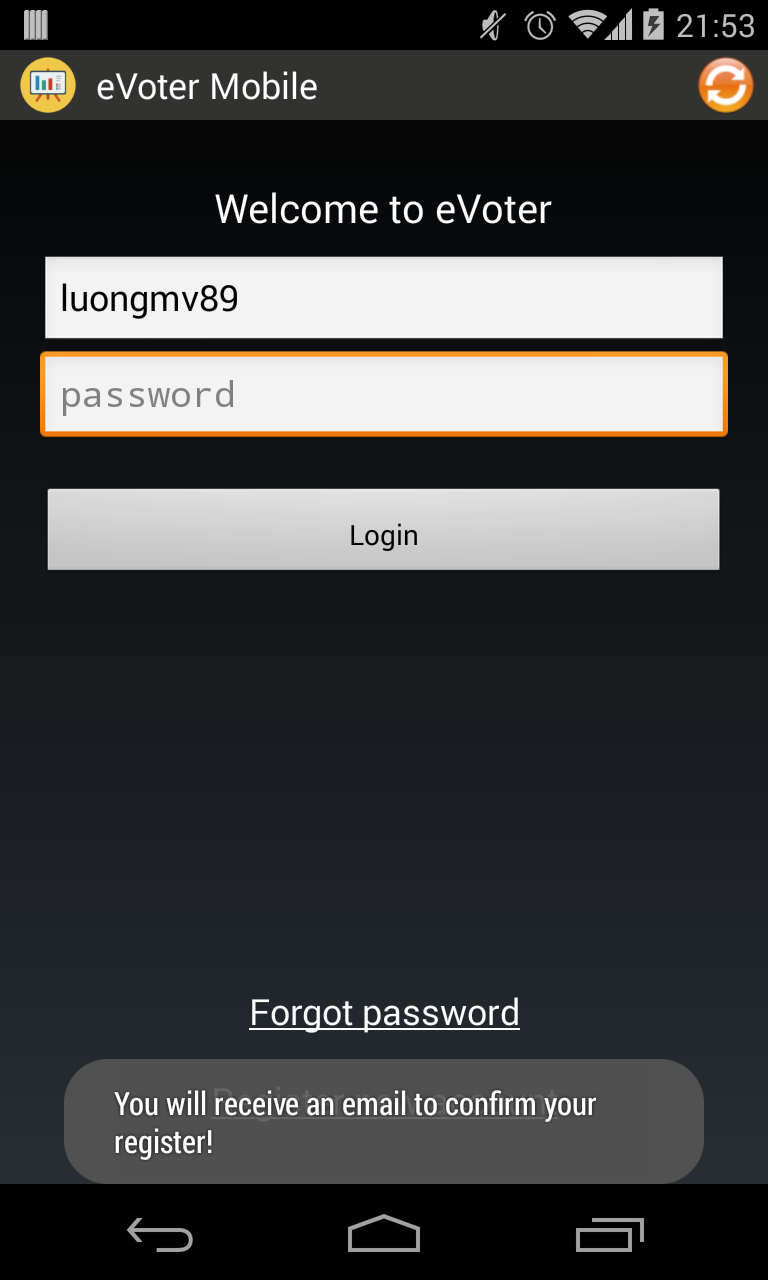 21:53
eVoter Mobile
Welcome to eVoter
luongmv89
password
Login
Forgot password
You will receive an email to confirm your
register!